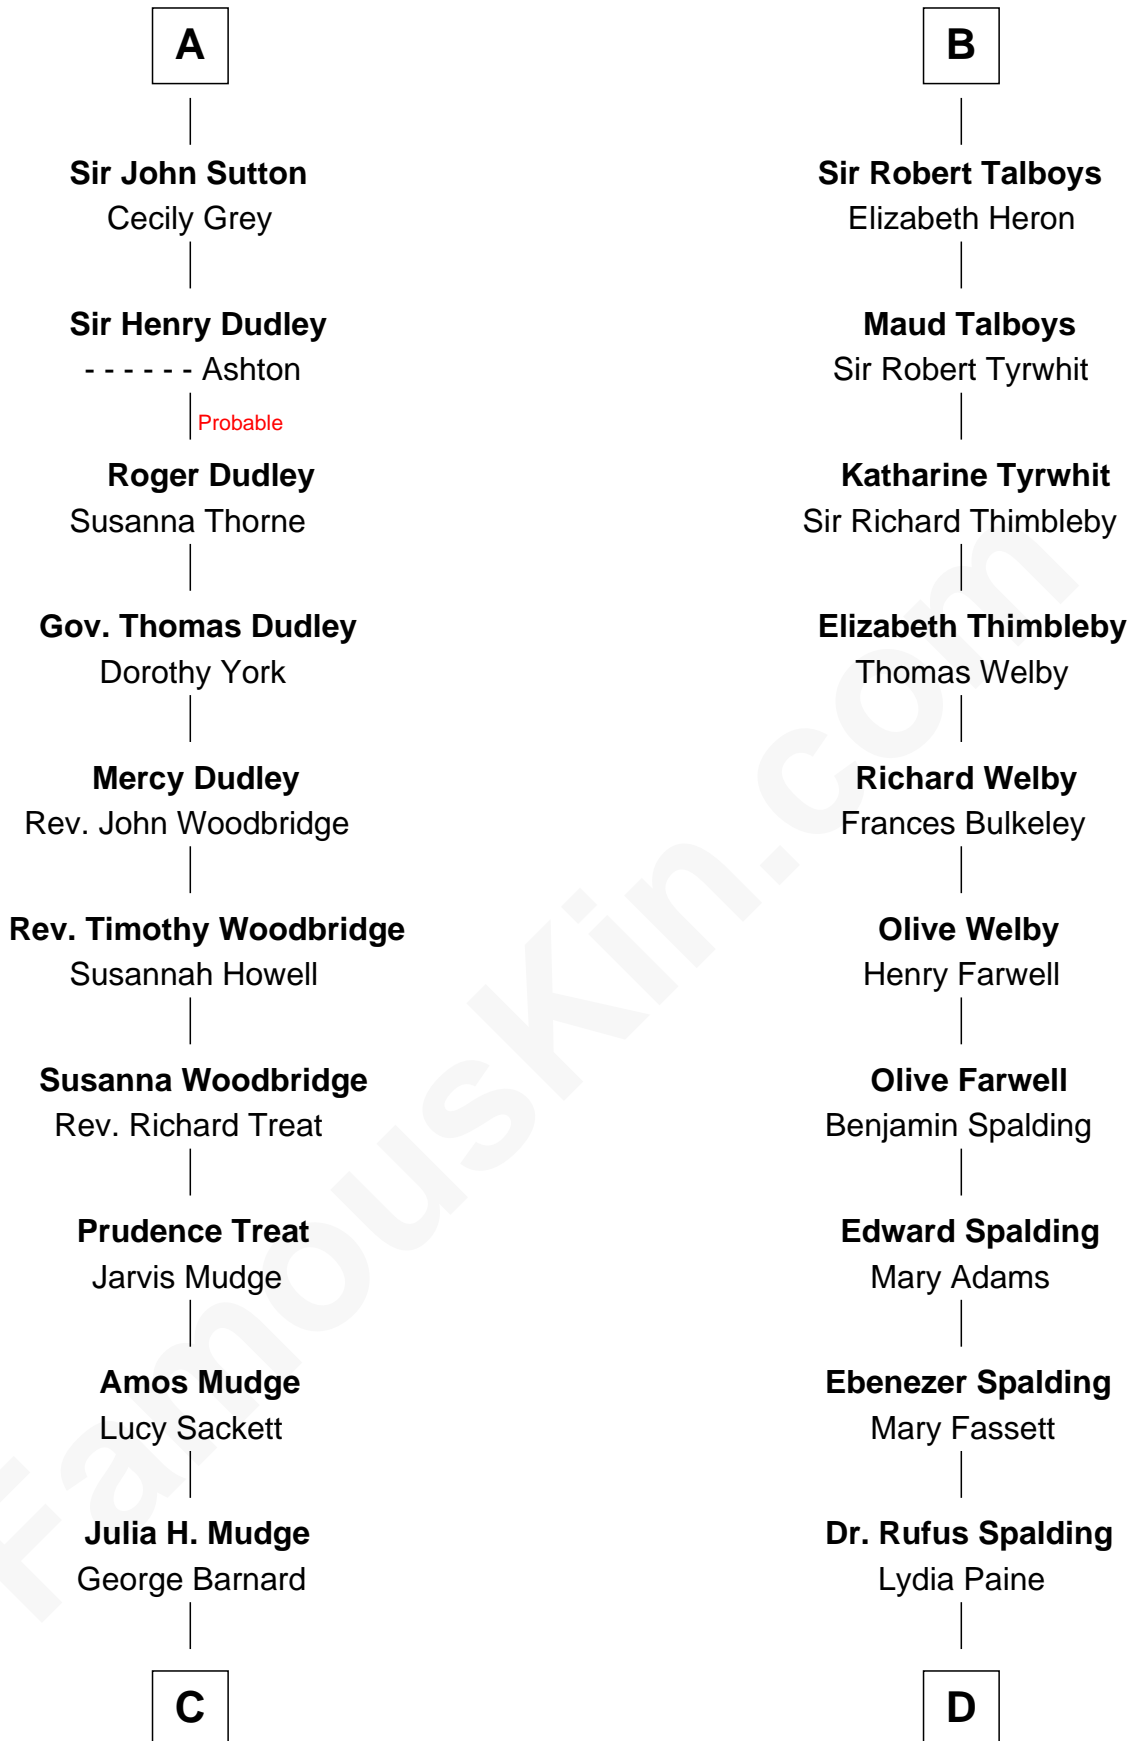 A
Sir John Sutton
Cecily Grey
Sir Henry Dudley
- - - - - - Ashton
Probable
Roger Dudley
Susanna Thorne
Gov. Thomas Dudley
Dorothy York
Mercy Dudley
Rev. John Woodbridge
Rev. Timothy Woodbridge
Susannah Howell
Susanna Woodbridge
Rev. Richard Treat
Prudence Treat
Jarvis Mudge
Amos Mudge
Lucy Sackett
Julia H. Mudge
George Barnard
C
B
Sir Robert Talboys
Elizabeth Heron
Maud Talboys
Sir Robert Tyrwhit
Katharine Tyrwhit
Sir Richard Thimbleby
Elizabeth Thimbleby
Thomas Welby
Richard Welby
Frances Bulkeley
Olive Welby
Henry Farwell
Olive Farwell
Benjamin Spalding
Edward Spalding
Mary Adams
Ebenezer Spalding
Mary Fassett
Dr. Rufus Spalding
Lydia Paine
D
FamousKin.com